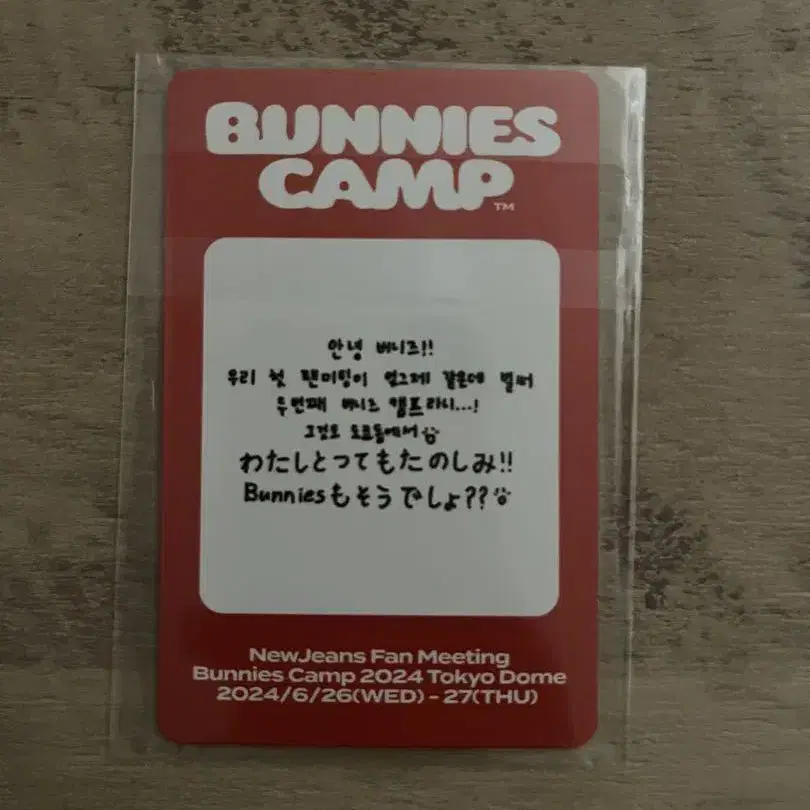 BUNNIES
CAMP
TM
안녕 버니즈!!
우리 첫 팬미팅이 엊그제 같은데 벌써
두번째 버니즈 캠프라니...!
그것도 도쿄돔에서
わたしとってもたのしみ!!
Bunniesもそうでしょ??
NewJeans Fan Meeting
Bunnies Camp 2024 Tokyo Dome
2024/6/26(WED) - 27(THU)